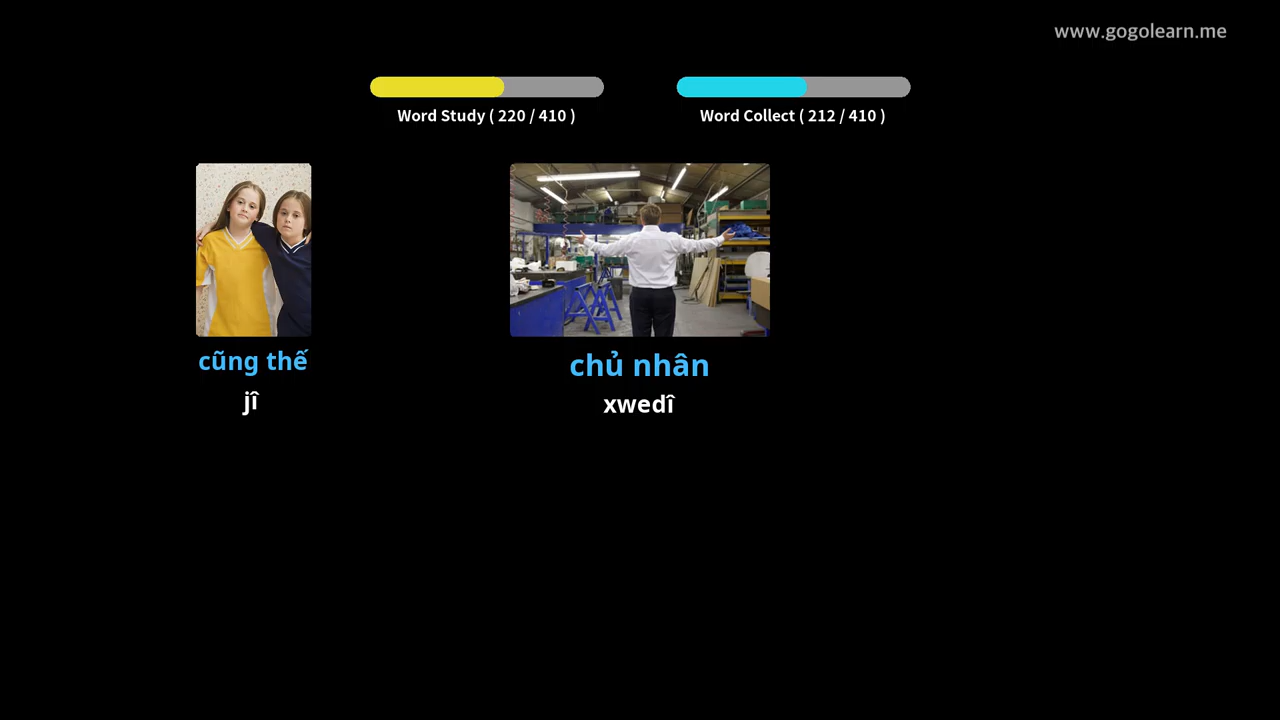 www.gogolearn.me
Word Study ( 220 / 410 )
Word Collect ( 212 / 410 )
cũng thế
jî
chủ nhân
xwedî